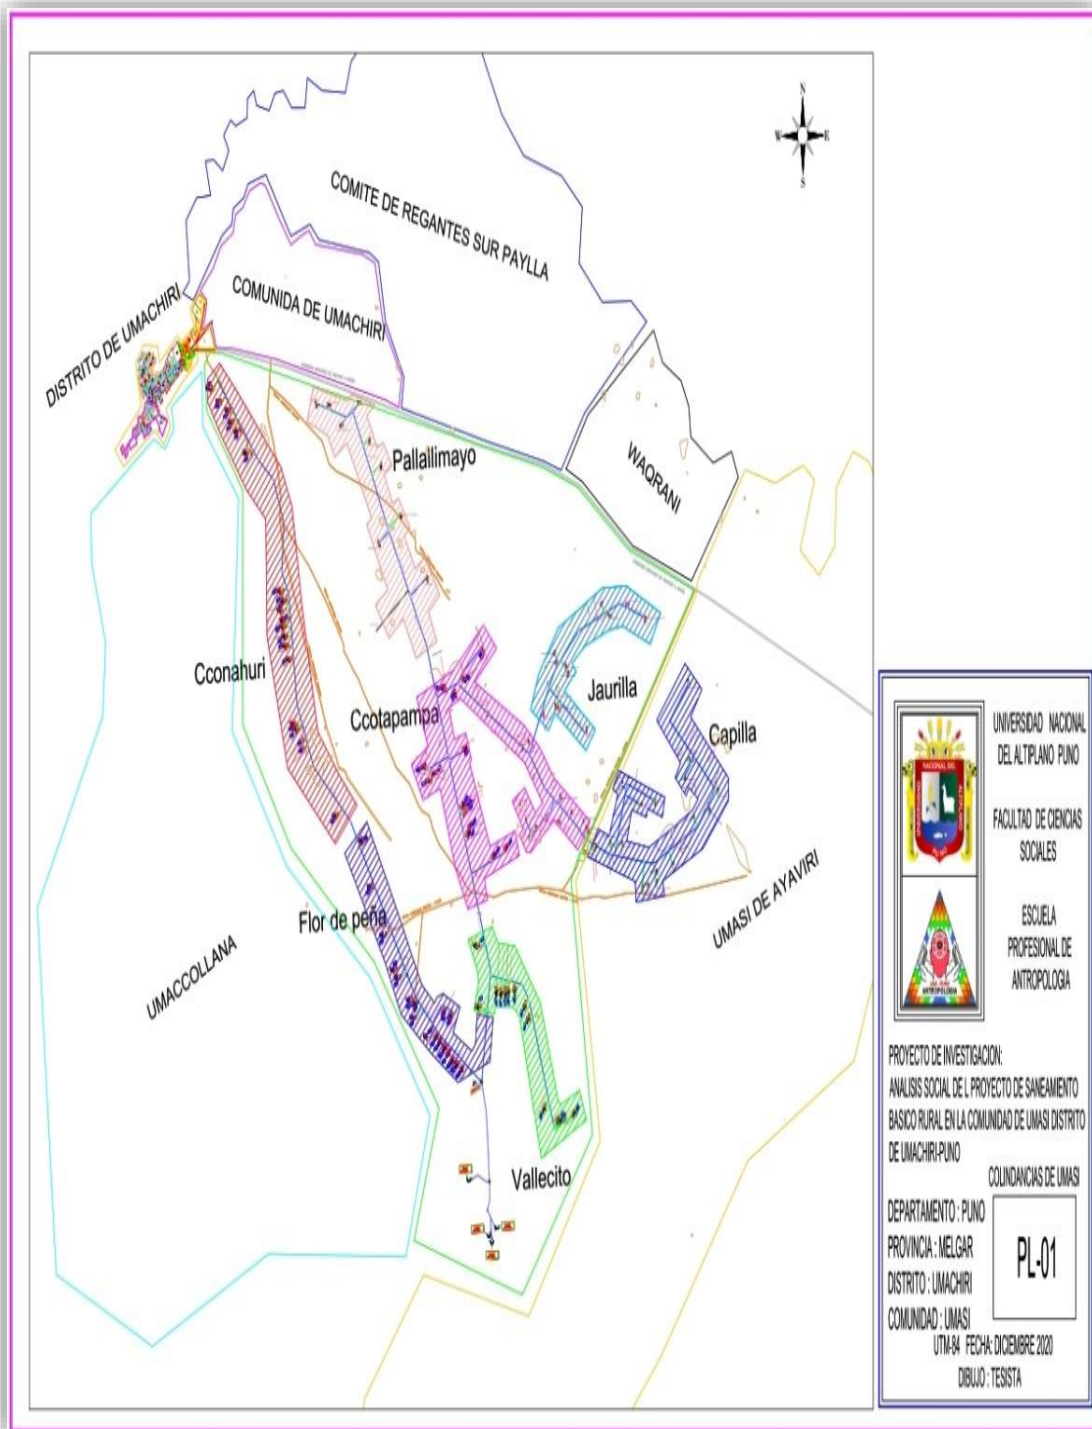 N
W E
S
COMITE DE REGANTES SUR PAYLLA
COMUNIDA DE UMACHIRI
DISTRITO DE UMACHIRI
Pallallimayo
WAQRANI
Cconahuri
Ccotapampa
Jaurilla
Capilla
Flor de peña
UMACCOLLANA
UMASI DE AYAVIRI
Vallecito
UNIVERSIDAD NACIONAL
DEL ALTIPLANO PUNO
FACULTAD DE CIENCIAS
SOCIALES
ESCUELA
PROFESIONAL DE
ANTROPOLOGIA
ANTROPOLOGIA
PROYECTO DE INVESTIGACION:
ANALISIS SOCIAL DE L PROYECTO DE SANEAMIENTO
BASICO RURAL EN LA COMUNIDAD DE UMASI DISTRITO
DE UMACHIRI-PUNO
COLINDANCIAS DE UMASI
DEPARTAMENTO : PUNO
PROVINCIA : MELGAR
DISTRITO : UMACHIRI
COMUNIDAD : UMASI
PL-01
UTM-84 FECHA: DICIEMBRE 2020
DIBUJO : TESISTA